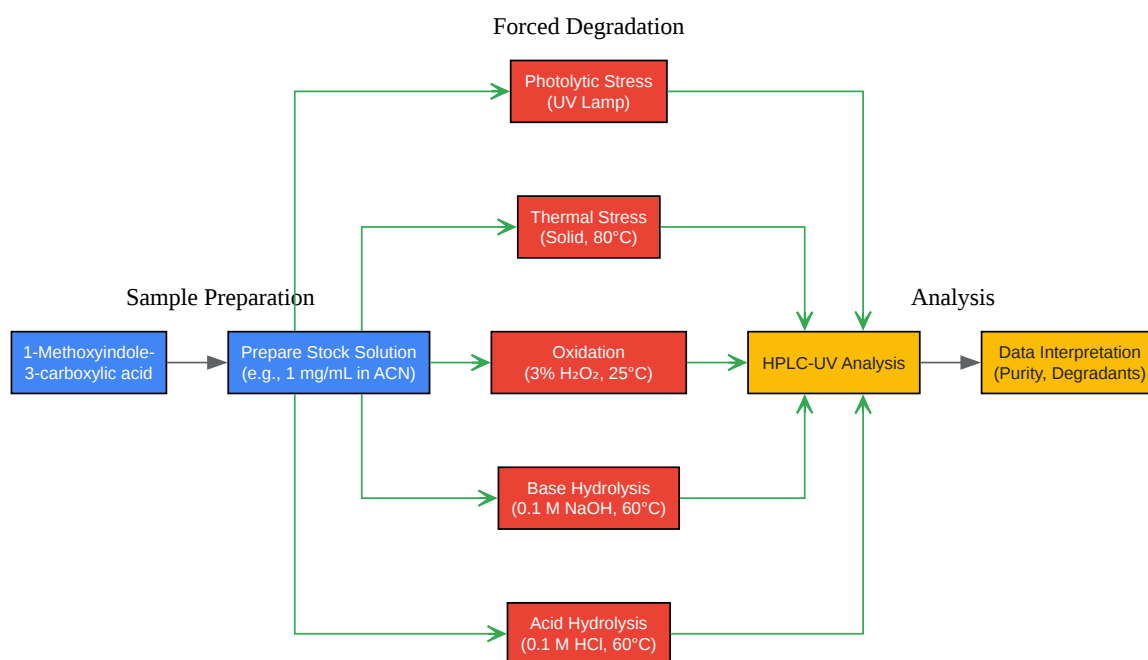 Forced Degradation
Photolytic Stress
(UV Lamp)
Thermal Stress
(Solid, 80°C)
Sample Preparation
Analysis
1-Methoxyindole-
3-carboxylic acid
Prepare Stock Solution
(e.g., 1 mg/mL in ACN)
Oxidation
(3% H₂O₂, 25°C)
HPLC-UV Analysis
Data Interpretation
(Purity, Degradants)
Base Hydrolysis
(0.1 M NaOH, 60°C)
Acid Hydrolysis
(0.1 M HCl, 60°C)